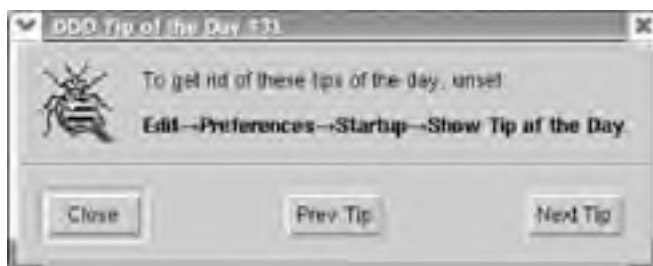 DDD Tip of the Day #31
To get rid of these tips of the day, unset
Edit→Preferences→Startup→Show Tip of the Day.
Close Prev Tip Next Tip